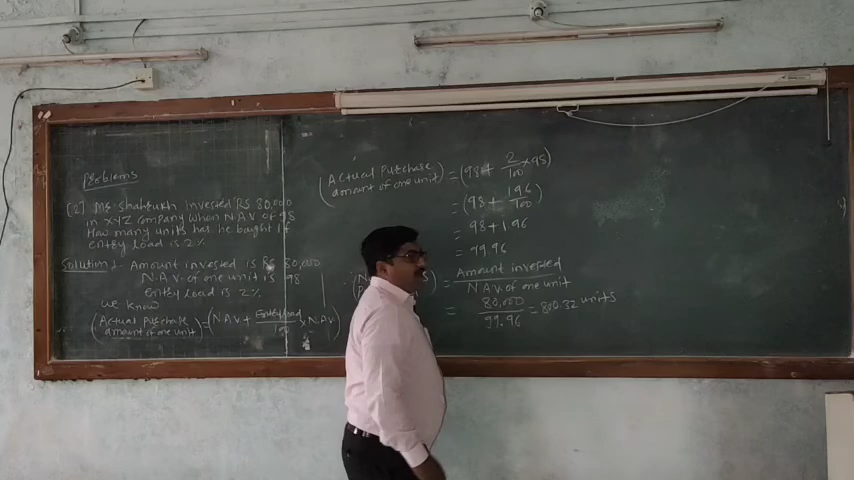 Problems
(2) Mr. Shahrukh invested RS 80,000
in XYZ Company when N.A.V of 98
How many units has he bought if
entry load is 2%
Solution :- Amount invested is Rs 80,000
N.A.V of one unit is 98
Entry load is 2%
we know
(Actual Purchase amount of one unit) = (N.A.V + Entry load/100 × NAV)
(Actual Purchase amount of one unit) = (98 + 2/100 × 98)
= (98 + 196/100)
= 98 + 1.96
= 99.96
= Amount invested / NAV of one unit
= 80,000 / 99.96 = 800.32 units